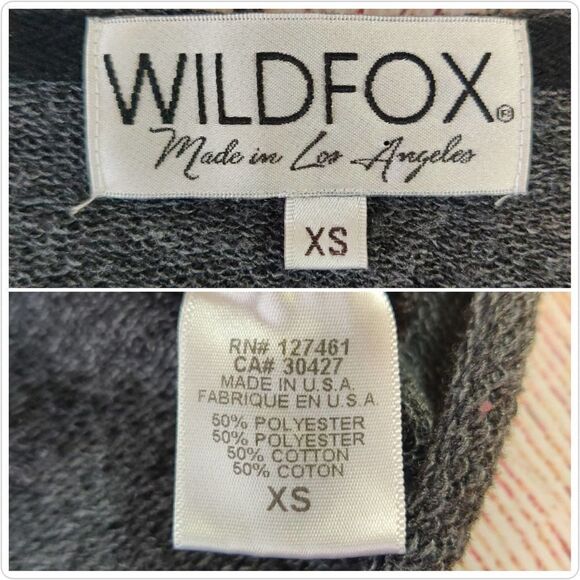 WILDFOX®
Made in Los Angeles
XS
RN# 127461
CA# 30427
MADE IN U.S.A.
FABRIQUE EN U.S.A.
50% POLYESTER
50% POLYESTER
50% COTTON
50% COTON
XS